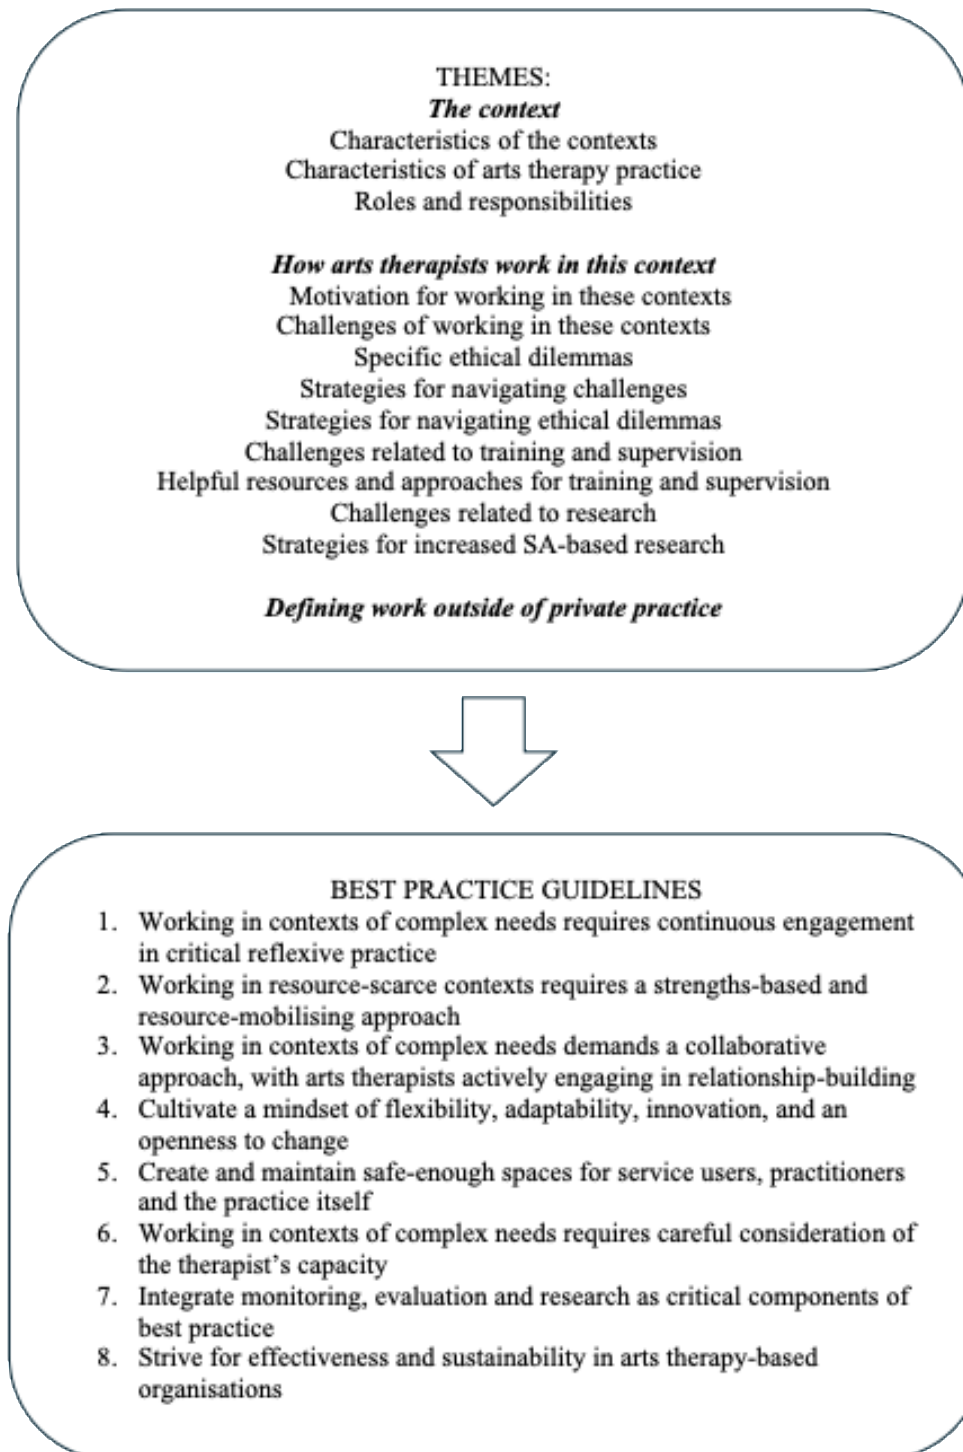 THEMES:
The context
Characteristics of the contexts
Characteristics of arts therapy practice
Roles and responsibilities
How arts therapists work in this context
Motivation for working in these contexts
Challenges of working in these contexts
Specific ethical dilemmas
Strategies for navigating challenges
Strategies for navigating ethical dilemmas
Challenges related to training and supervision
Helpful resources and approaches for training and supervision
Challenges related to research
Strategies for increased SA-based research
Defining work outside of private practice
BEST PRACTICE GUIDELINES
1. Working in contexts of complex needs requires continuous engagement
in critical reflexive practice
2. Working in resource-scarce contexts requires a strengths-based and
resource-mobilising approach
3. Working in contexts of complex needs demands a collaborative
approach, with arts therapists actively engaging in relationship-building
4. Cultivate a mindset of flexibility, adaptability, innovation, and an
openness to change
5. Create and maintain safe-enough spaces for service users, practitioners
and the practice itself
6. Working in contexts of complex needs requires careful consideration of
the therapist’s capacity
7. Integrate monitoring, evaluation and research as critical components of
best practice
8. Strive for effectiveness and sustainability in arts therapy-based
organisations